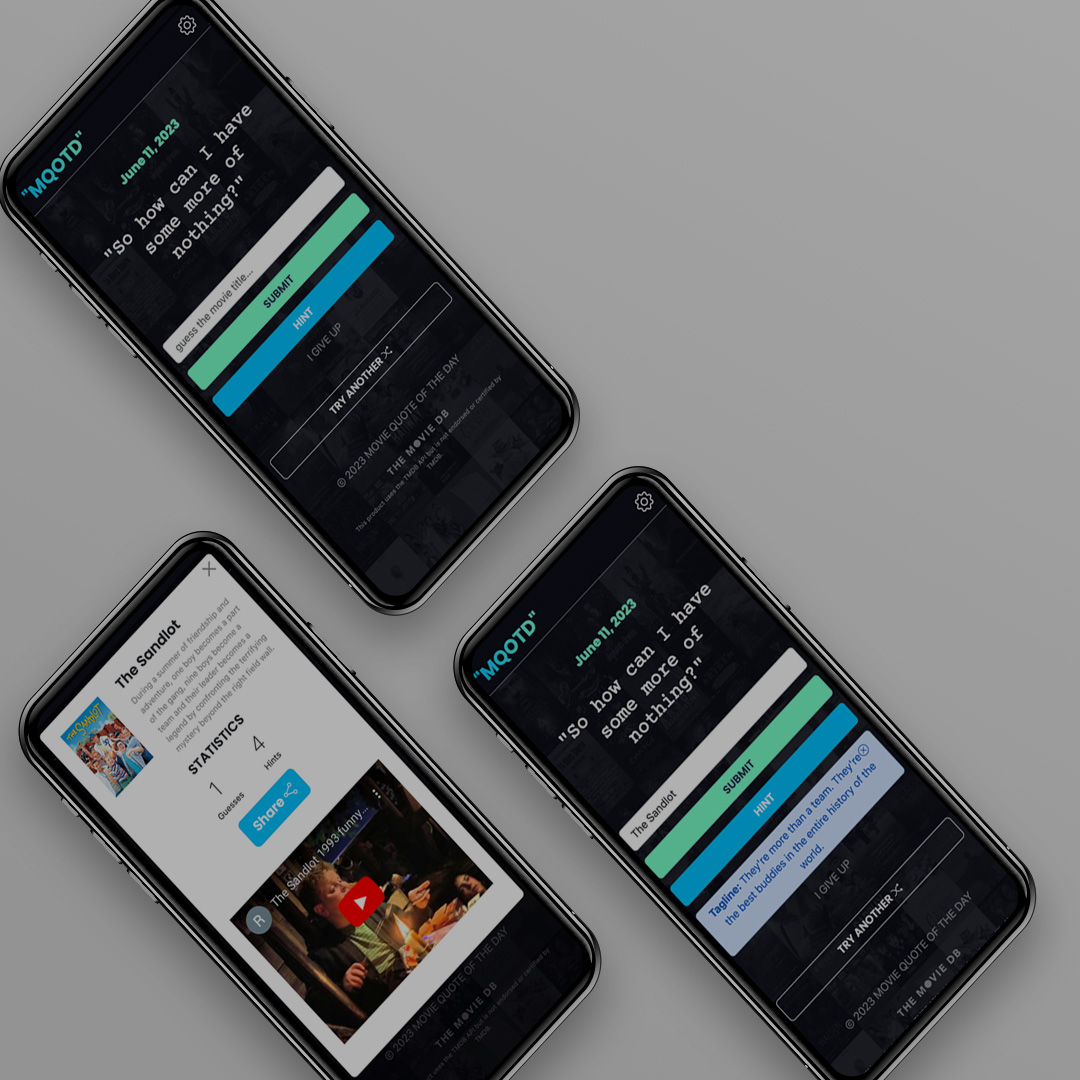 "MQOTD"
June 11, 2023
"So how can I have
some more of
nothing?"
guess the movie title...
SUBMIT
HINT
I GIVE UP
TRY ANOTHER
© 2023 MOVIE QUOTE OF THE DAY
THE MOVIE DB
This product uses the TMDB API but is not endorsed or certified by
TMDB.
The Sandlot
THE SANDLOT
During a summer of friendship and
adventure, one boy becomes a part
of the gang, nine boys become a
team and their leader becomes a
legend by confronting the terrifying
mystery beyond the right field wall.
STATISTICS
1
Guesses
4
Hints
Share
R
The Sandlot 1993 funny...
© 2023 MOVIE QUOTE OF THE DAY
THE MOVIE DB
uses the TMDB API but is not endorsed or certified by
TMDB.
"MQOTD"
June 11, 2023
"So how can I have
some more of
nothing?"
The Sandlot
SUBMIT
HINT
Tagline: They're more than a team. They're
the best buddies in the entire history of the
world.
I GIVE UP
TRY ANOTHER
© 2023 MOVIE QUOTE OF THE DAY
THE MOVIE DB